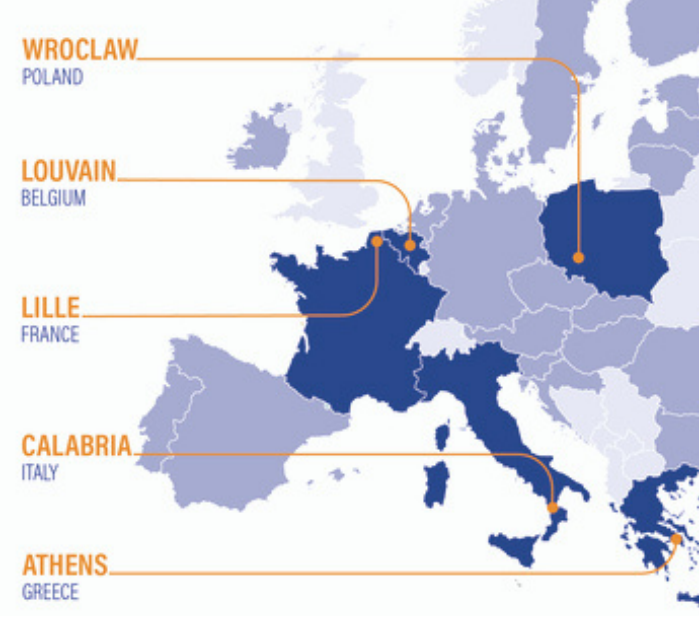 WROCLAW
POLAND
LOUVAIN
BELGIUM
LILLE
FRANCE
CALABRIA
ITALY
ATHENS
GREECE